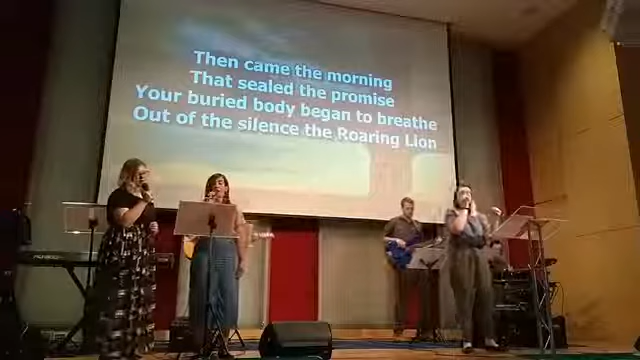 Then came the morning
That sealed the promise
Your buried body began to breathe
Out of the silence the Roaring Lion